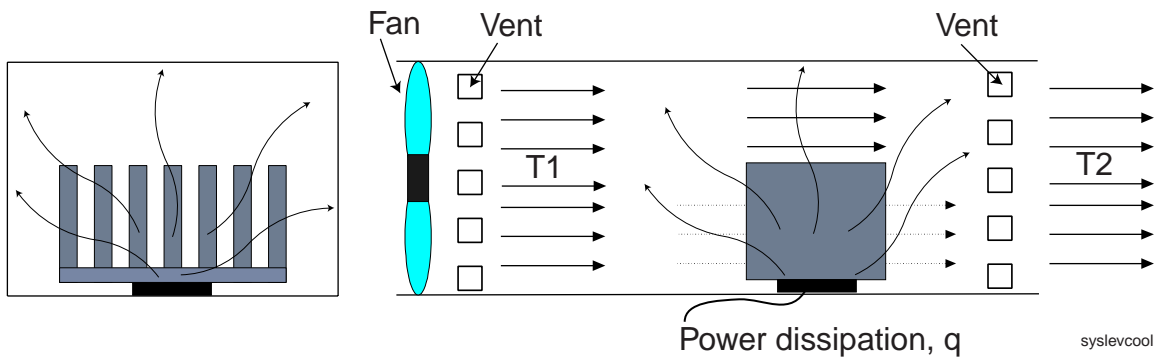 Fan
Vent
Vent
T1
T2
Power dissipation, q
syslevcool